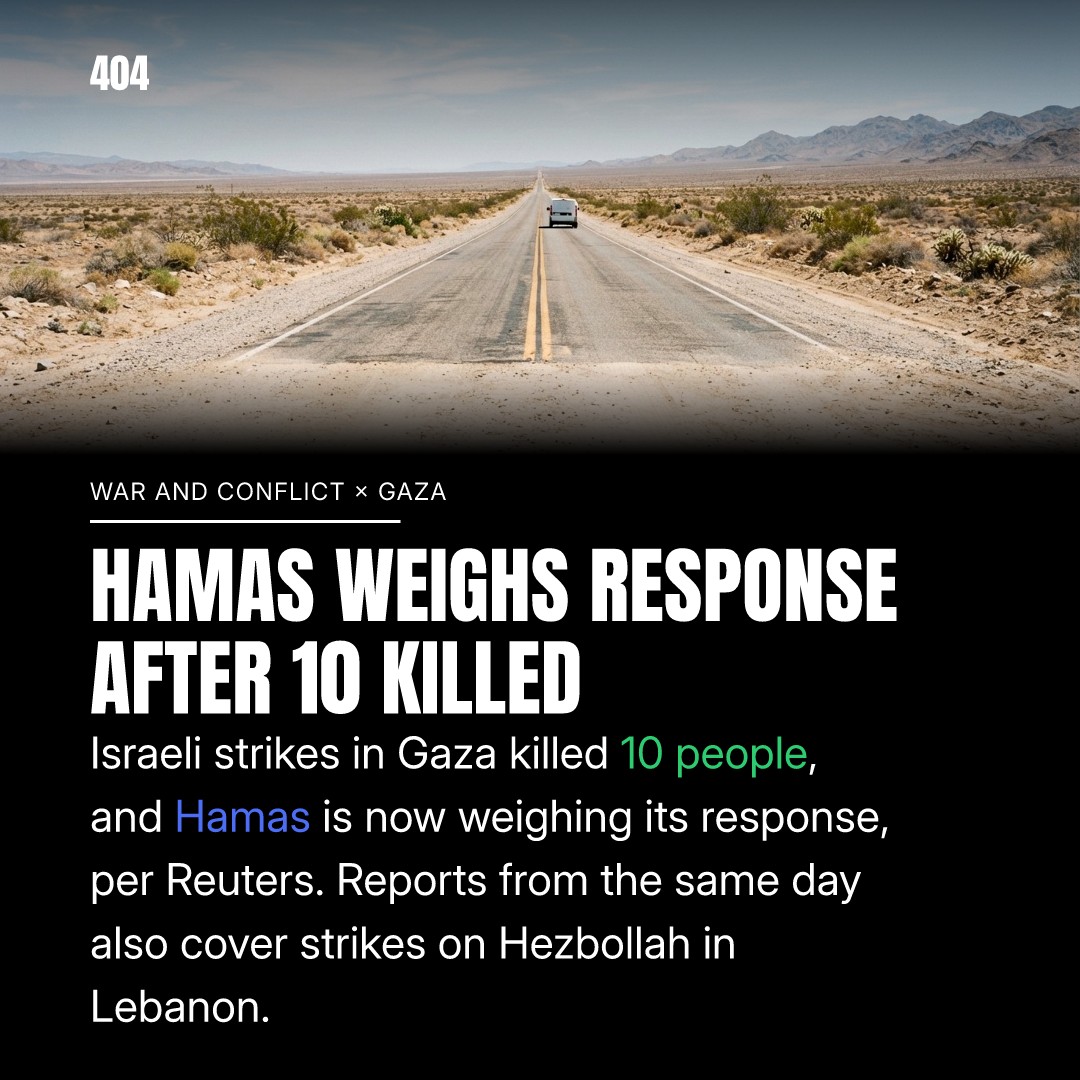 404
WAR AND CONFLICT × GAZA
HAMAS WEIGHS RESPONSE
AFTER 10 KILLED
Israeli strikes in Gaza killed 10 people,
and Hamas is now weighing its response,
per Reuters. Reports from the same day
also cover strikes on Hezbollah in
Lebanon.